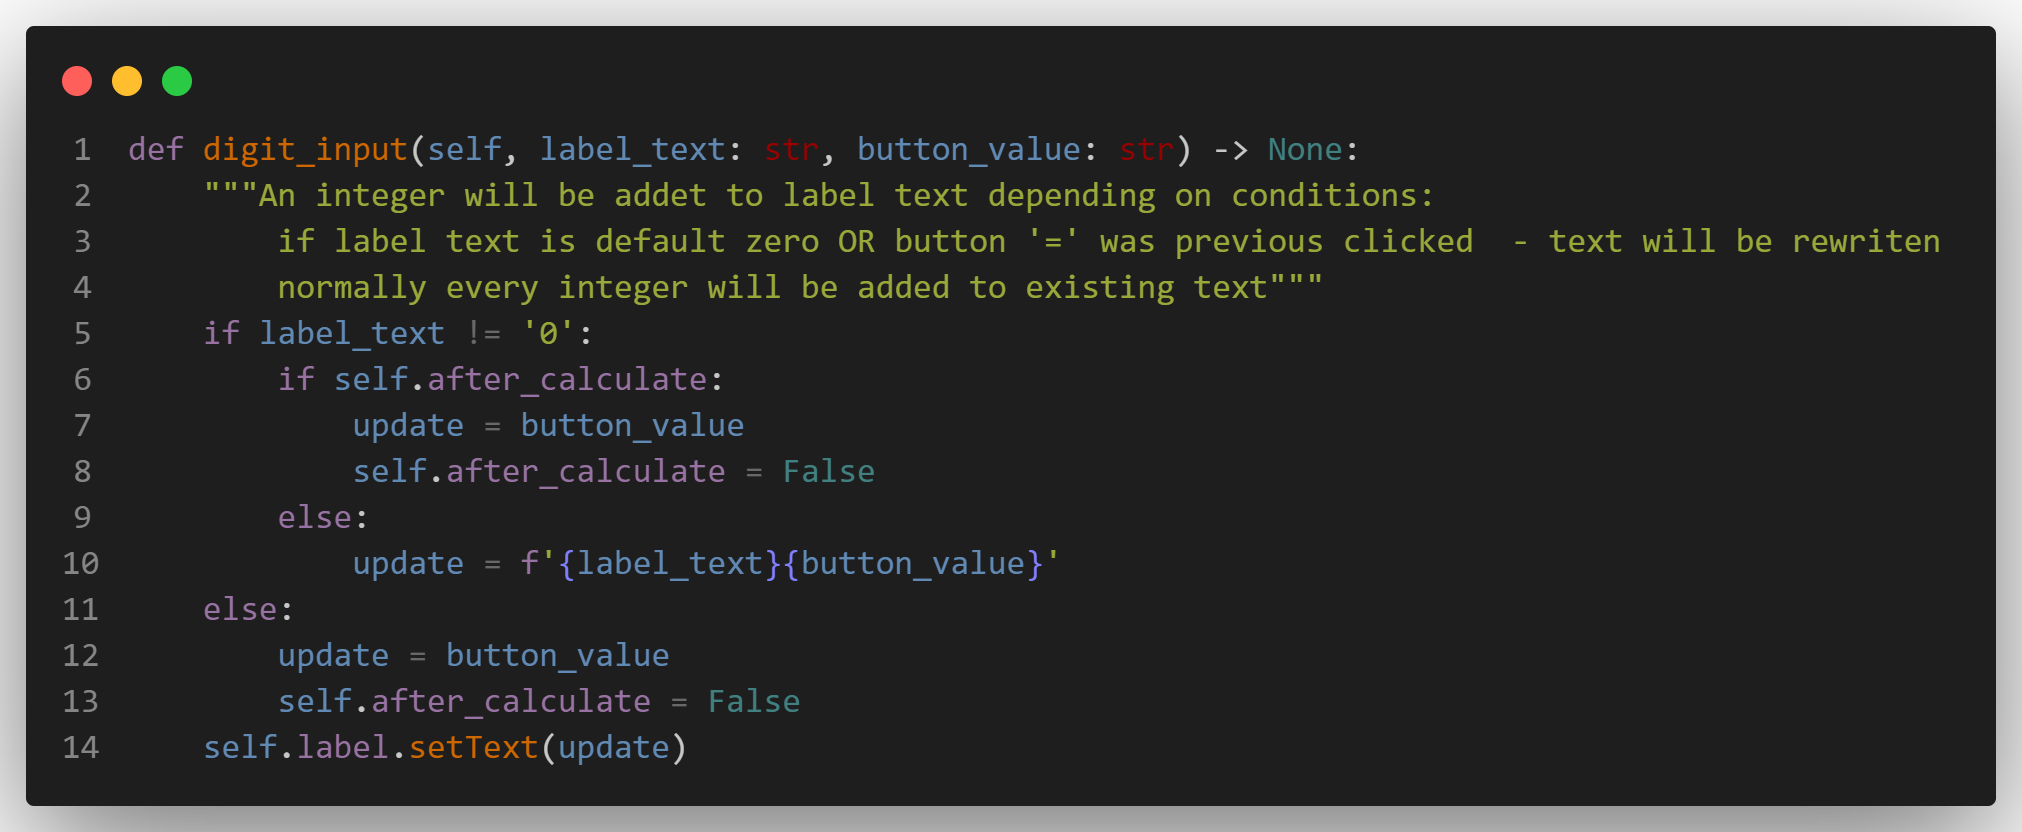 1 def digit_input(self, label_text: str, button_value: str) -> None:
2     """An integer will be addet to label text depending on conditions:
3         if label text is default zero OR button '=' was previous clicked  - text will be rewriten
4         normally every integer will be added to existing text"""
5     if label_text != '0':
6         if self.after_calculate:
7             update = button_value
8             self.after_calculate = False
9         else:
10             update = f'{label_text}{button_value}'
11     else:
12         update = button_value
13         self.after_calculate = False
14     self.label.setText(update)